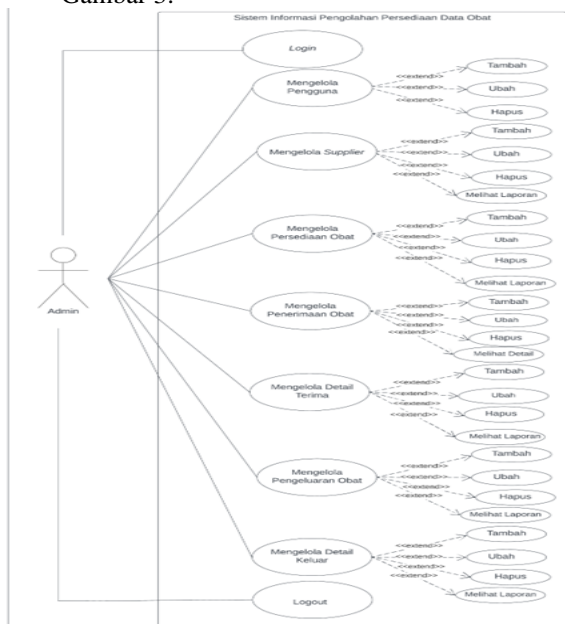 Gambar 3.
Sistem Informasi Pengolahan Persediaan Data Obat
Login
Mengelola
Pengguna
<<extend>>
<<extend>>
<<extend>>
Tambah
Ubah
Hapus
Mengelola Supplier
<<extend>>
<<extend>>
<<extend>>
<<extend>>
Tambah
Ubah
Hapus
Melihat Laporan
Mengelola
Persediaan Obat
<<extend>>
<<extend>>
<<extend>>
<<extend>>
Tambah
Ubah
Hapus
Melihat Laporan
Admin
Mengelola
Penerimaan Obat
<<extend>>
<<extend>>
<<extend>>
<<extend>>
Tambah
Ubah
Hapus
Melihat Detail
Mengelola Detail
Terima
<<extend>>
<<extend>>
<<extend>>
<<extend>>
Tambah
Ubah
Hapus
Melihat Laporan
Mengelola
Pengeluaran Obat
<<extend>>
<<extend>>
<<extend>>
<<extend>>
Tambah
Ubah
Hapus
Melihat Laporan
Mengelola Detail
Keluar
<<extend>>
<<extend>>
<<extend>>
<<extend>>
Tambah
Ubah
Hapus
Melihat Laporan
Logout